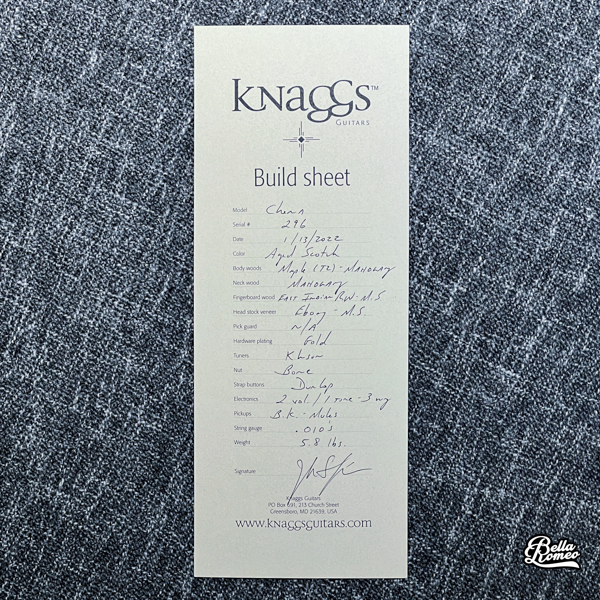 KNAGGS™
GUITARS
Build sheet
Model Chena
Serial # 296
Date 1/13/2022
Color Aged Scotch
Body woods Maple (T2) - MAHOGANY
Neck wood MAHOGANY
Fingerboard wood EAST Indian RW - M.S.
Head stock veneer Ebony - M.S.
Pick guard N/A
Hardware plating Gold
Tuners Kluson
Nut Bone
Strap buttons Dunlop
Electronics 2 vol. / 1 tone - 3 way
Pickups B.K. - Mules
String gauge .010's
Weight 5.8 lbs.
Signature
Knaggs Guitars
PO Box 591, 213 Church Street
Greensboro, MD 21639, USA
www.knaggsguitars.com
Bella
Romeo